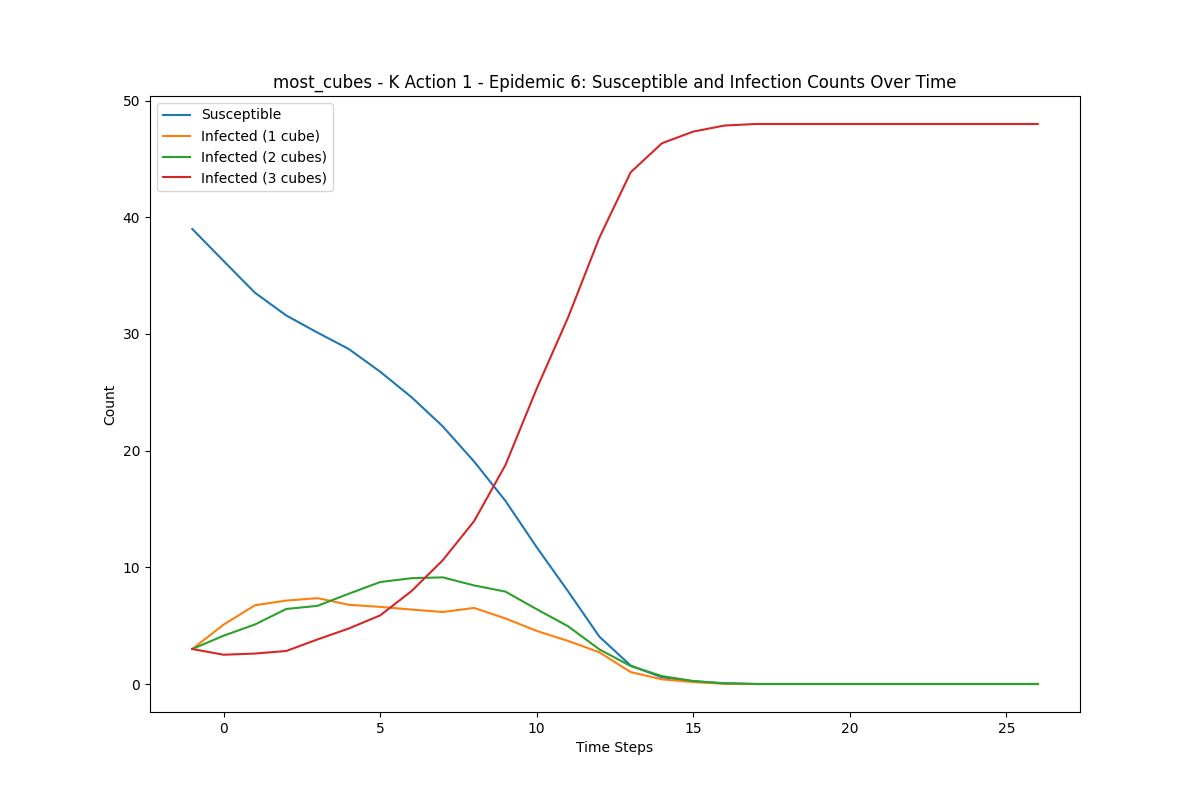 most_cubes - K Action 1 - Epidemic 6: Susceptible and Infection Counts Over Time
Susceptible
Infected (1 cube)
Infected (2 cubes)
Infected (3 cubes)
50
40
30
20
10
0
Count
0 5 10 15 20 25
Time Steps